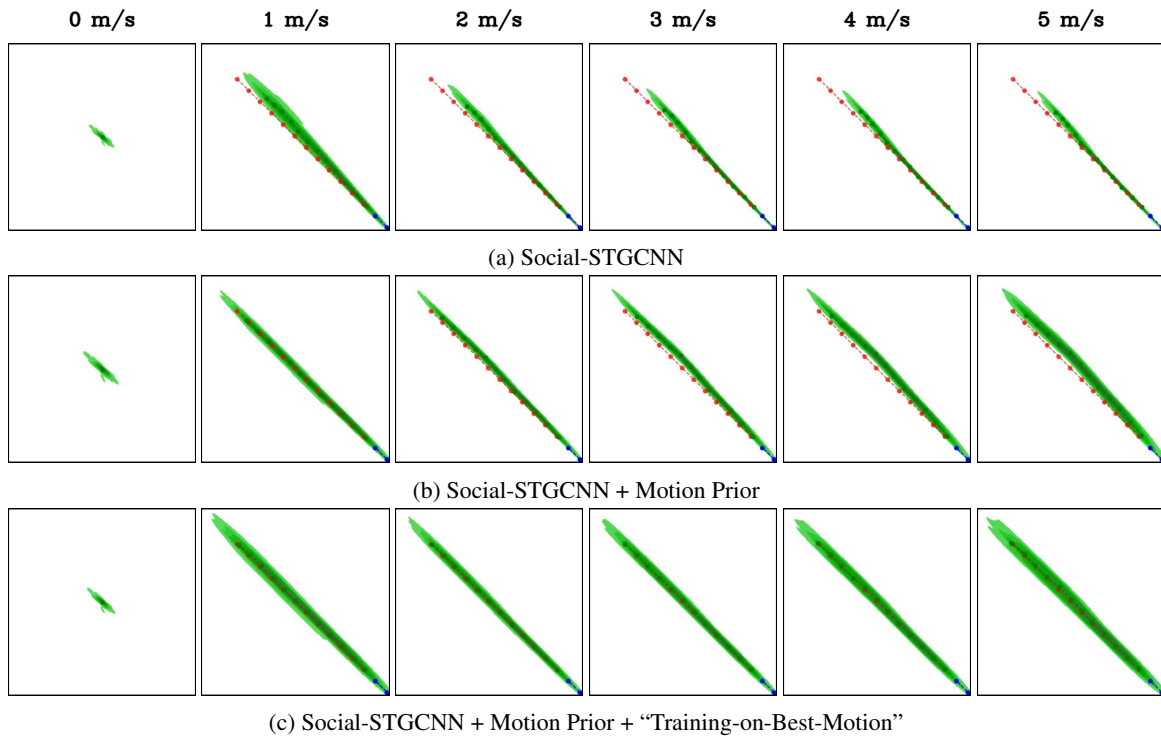 0 m/s 1 m/s 2 m/s 3 m/s 4 m/s 5 m/s
(a) Social-STGCNN
(b) Social-STGCNN + Motion Prior
(c) Social-STGCNN + Motion Prior + “Training-on-Best-Motion”